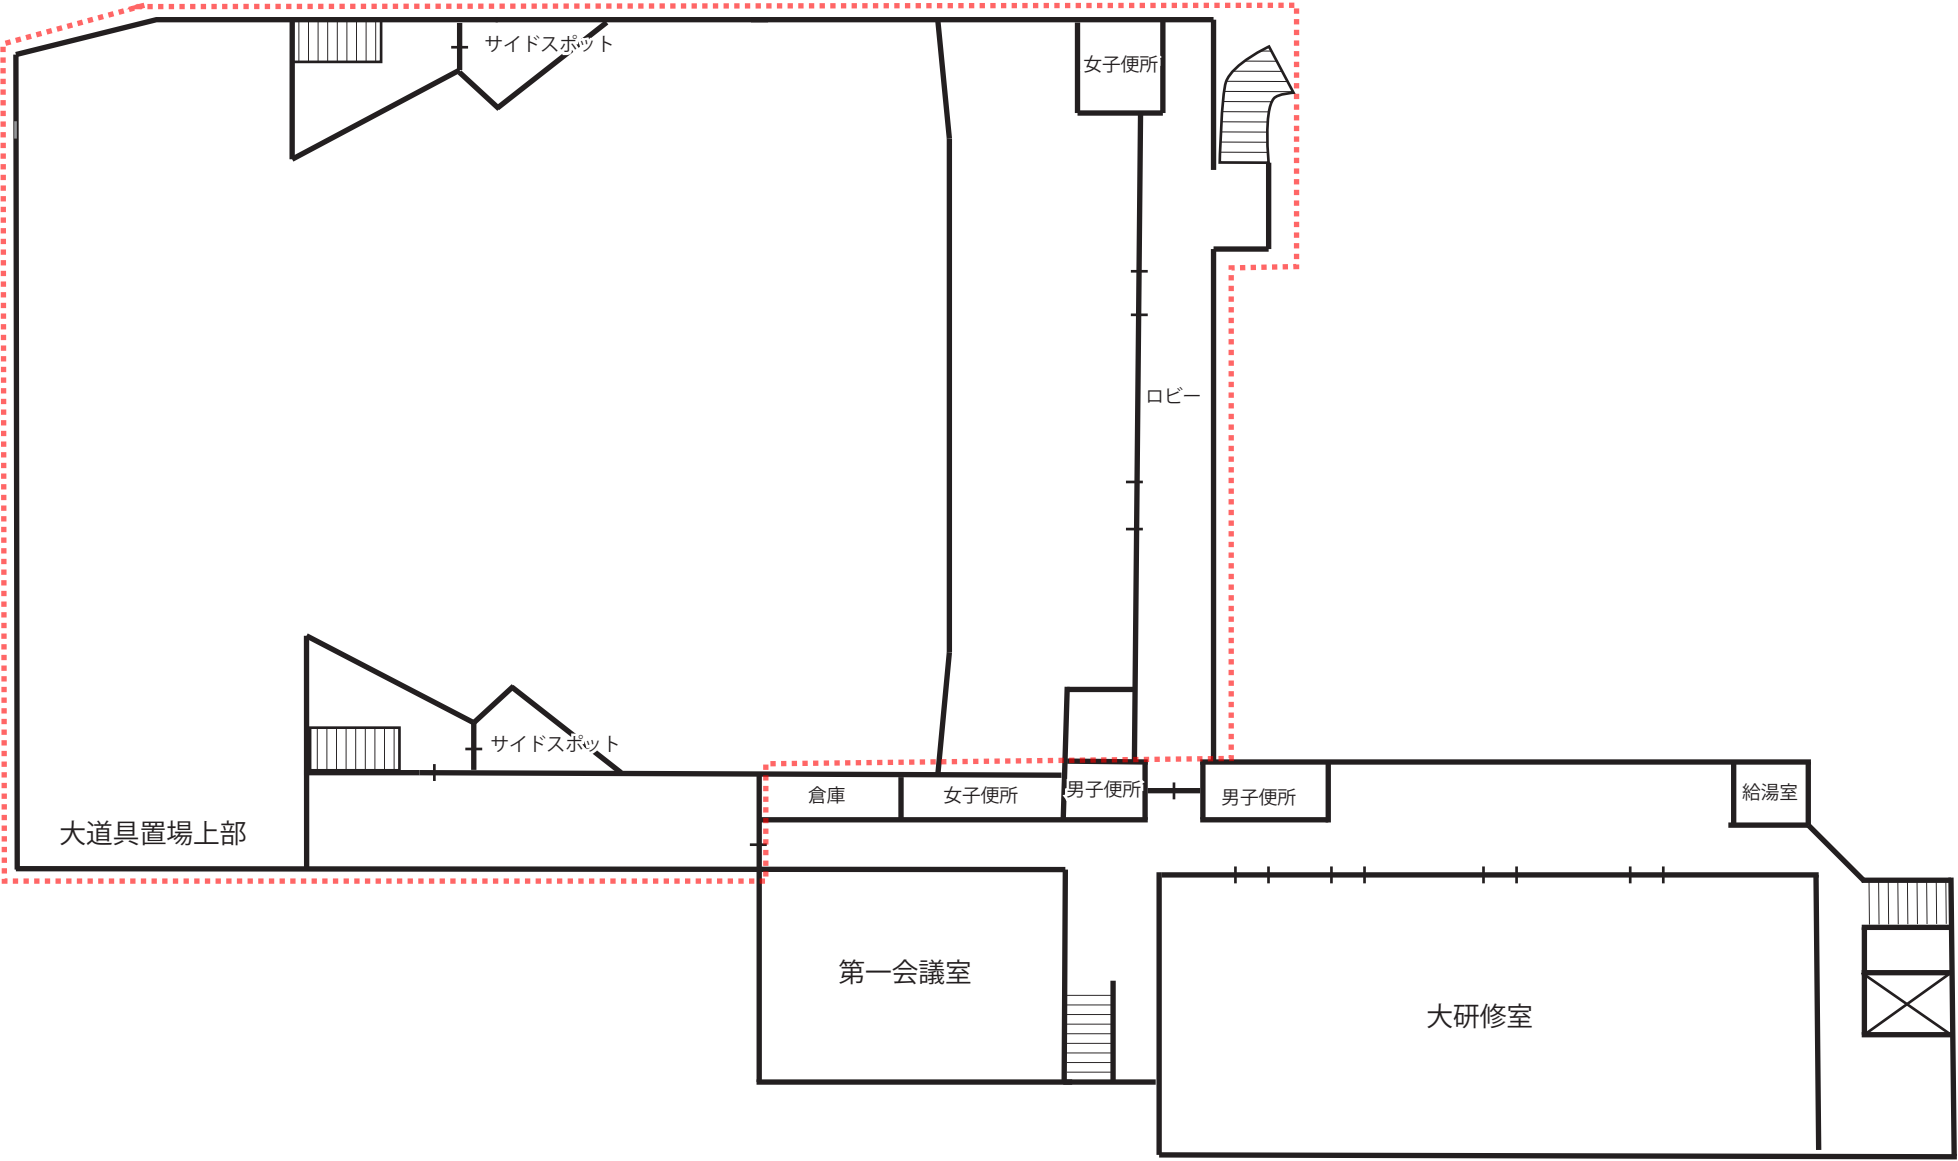 サイドスポット
女子便所
ロビー
サイドスポット
大道具置場上部
倉庫
女子便所
男子便所
男子便所
給湯室
第一会議室
大研修室